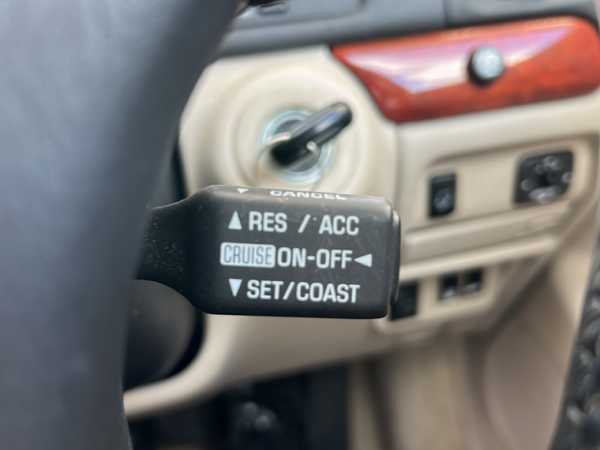 ▼ CANCEL
▲ RES / ACC
CRUISE ON-OFF ◄
▼ SET/COAST